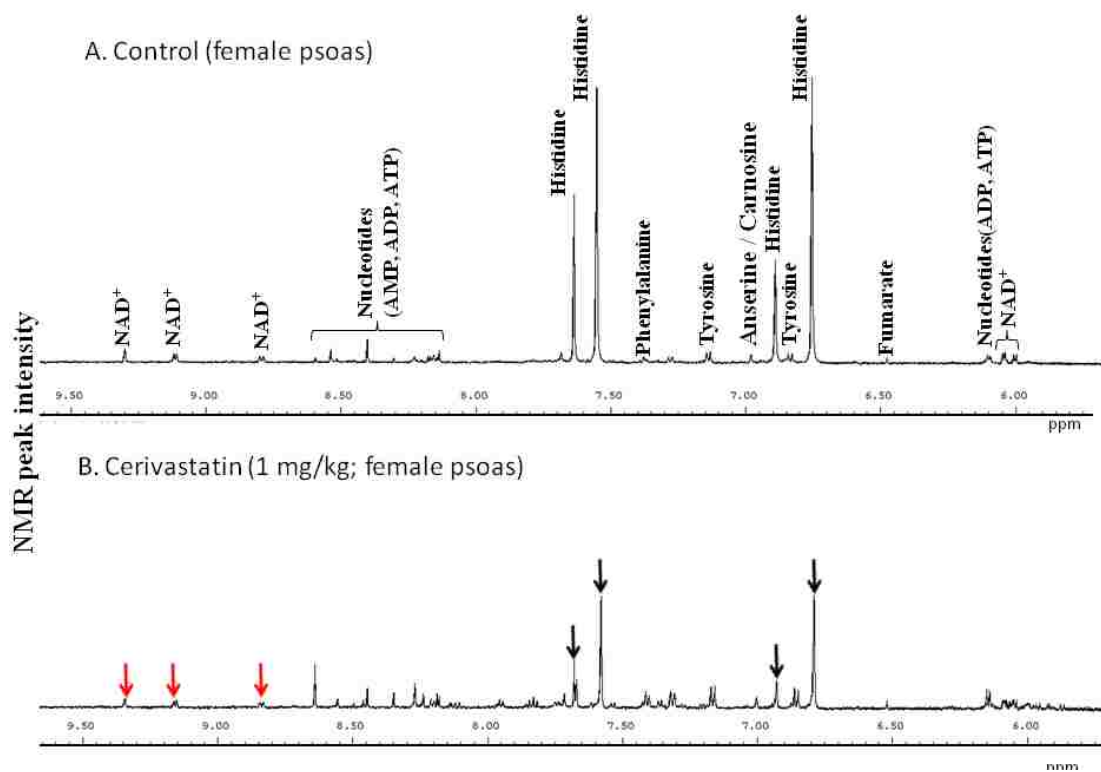 A. Control (female psoas)
NAD+
NAD+
NAD+
Nucleotides
(AMP, ADP, ATP)
Histidine
Histidine
Phenylalanine
Tyrosine
Anserine / Carnosine
Histidine
Tyrosine
Histidine
Fumarate
Nucleotides(ADP, ATP)
NAD+
9.50 9.00 8.50 8.00 7.50 7.00 6.50 6.00
ppm
NMR peak intensity
B. Cerivastatin (1 mg/kg; female psoas)
9.50 9.00 8.50 8.00 7.50 7.00 6.50 6.00
ppm